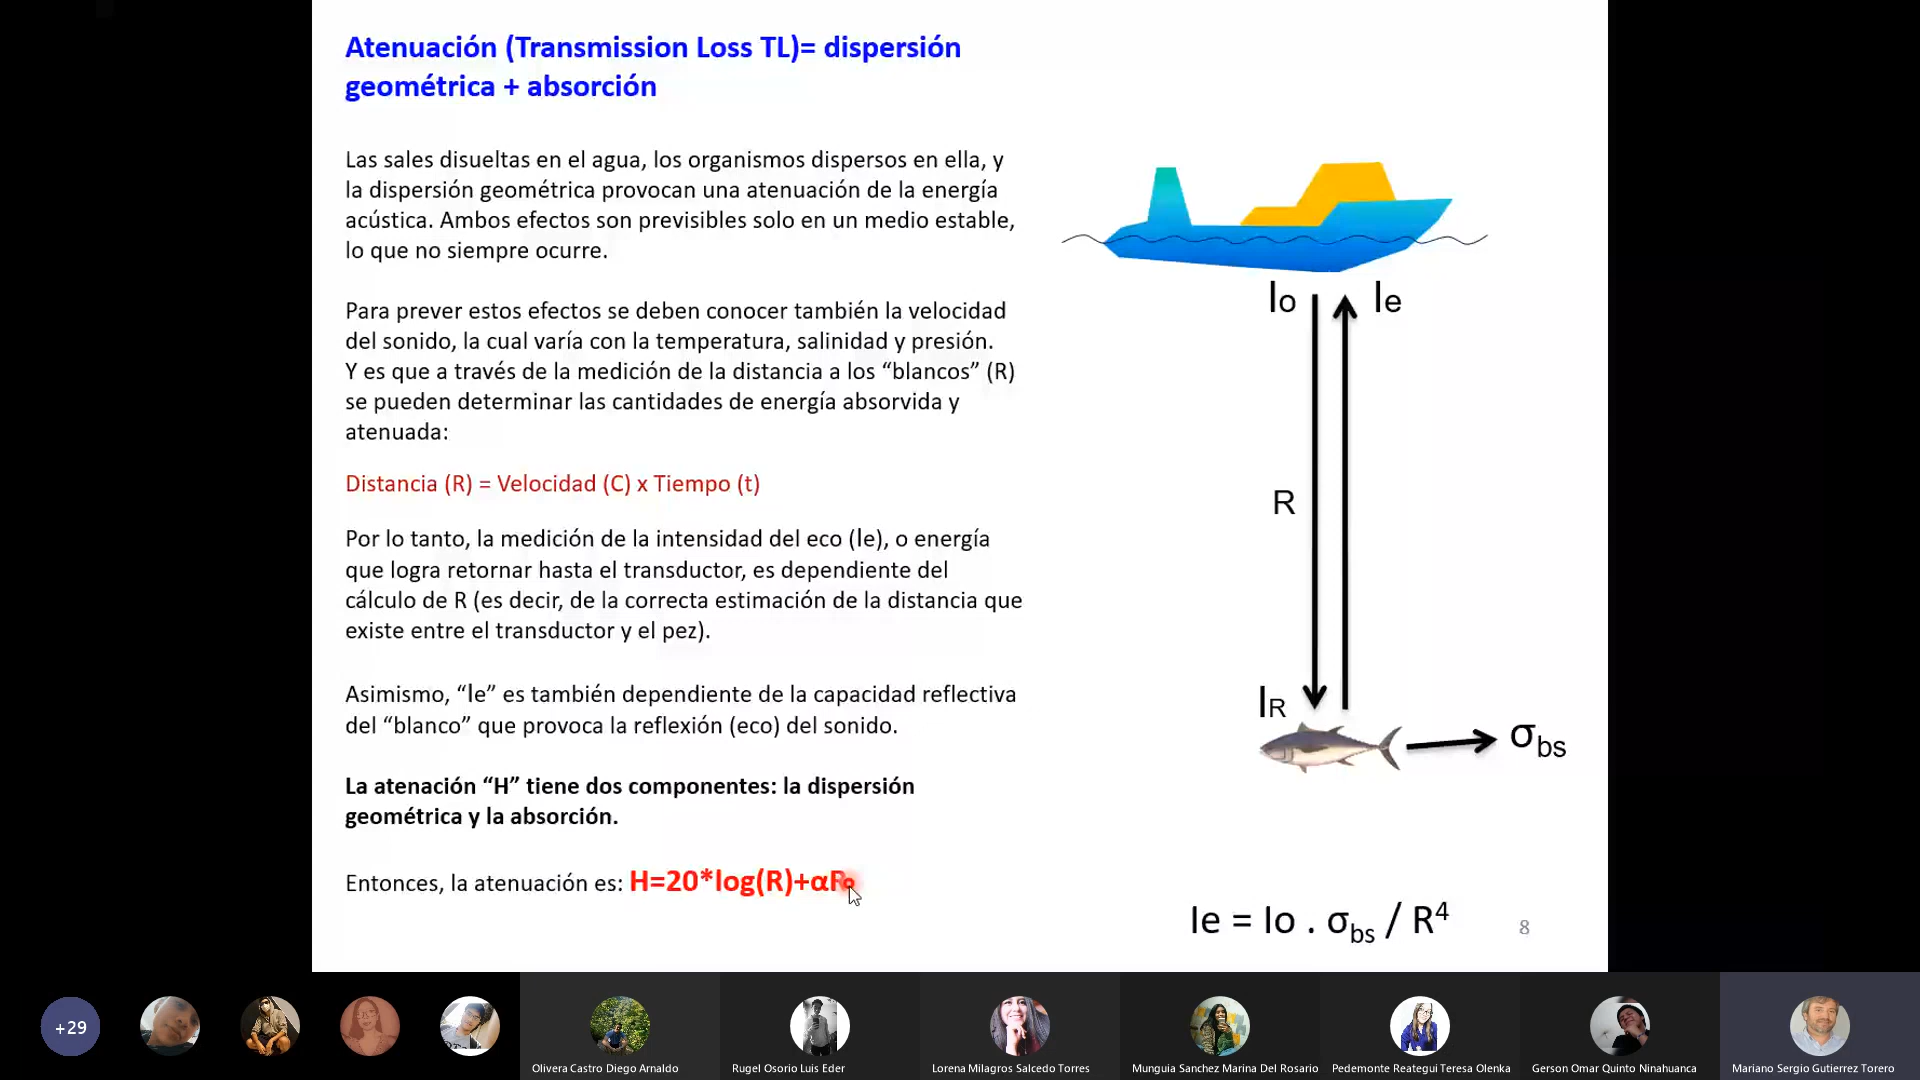 Atenuación (Transmission Loss TL)= dispersión
geométrica + absorción
Las sales disueltas en el agua, los organismos dispersos en ella, y
la dispersión geométrica provocan una atenuación de la energía
acústica. Ambos efectos son previsibles solo en un medio estable,
lo que no siempre ocurre.
Para prever estos efectos se deben conocer también la velocidad
del sonido, la cual varía con la temperatura, salinidad y presión.
Y es que a través de la medición de la distancia a los “blancos” (R)
se pueden determinar las cantidades de energía absorvida y
atenuada:
Distancia (R) = Velocidad (C) x Tiempo (t)
Por lo tanto, la medición de la intensidad del eco (Ie), o energía
que logra retornar hasta el transductor, es dependiente del
cálculo de R (es decir, de la correcta estimación de la distancia que
existe entre el transductor y el pez).
Asimismo, “Ie” es también dependiente de la capacidad reflectiva
del “blanco” que provoca la reflexión (eco) del sonido.
La atenación “H” tiene dos componentes: la dispersión
geométrica y la absorción.
Entonces, la atenuación es: H=20*log(R)+αR
Io
Ie
R
IR
σbs
Ie = Io . σbs / R⁴
8
+29
Olivera Castro Diego Arnaldo
Rugel Osorio Luis Eder
Lorena Milagros Salcedo Torres
Munguia Sanchez Marina Del Rosario
Pedemonte Reategui Teresa Olenka
Gerson Omar Quinto Ninahuanca
Mariano Sergio Gutierrez Torero